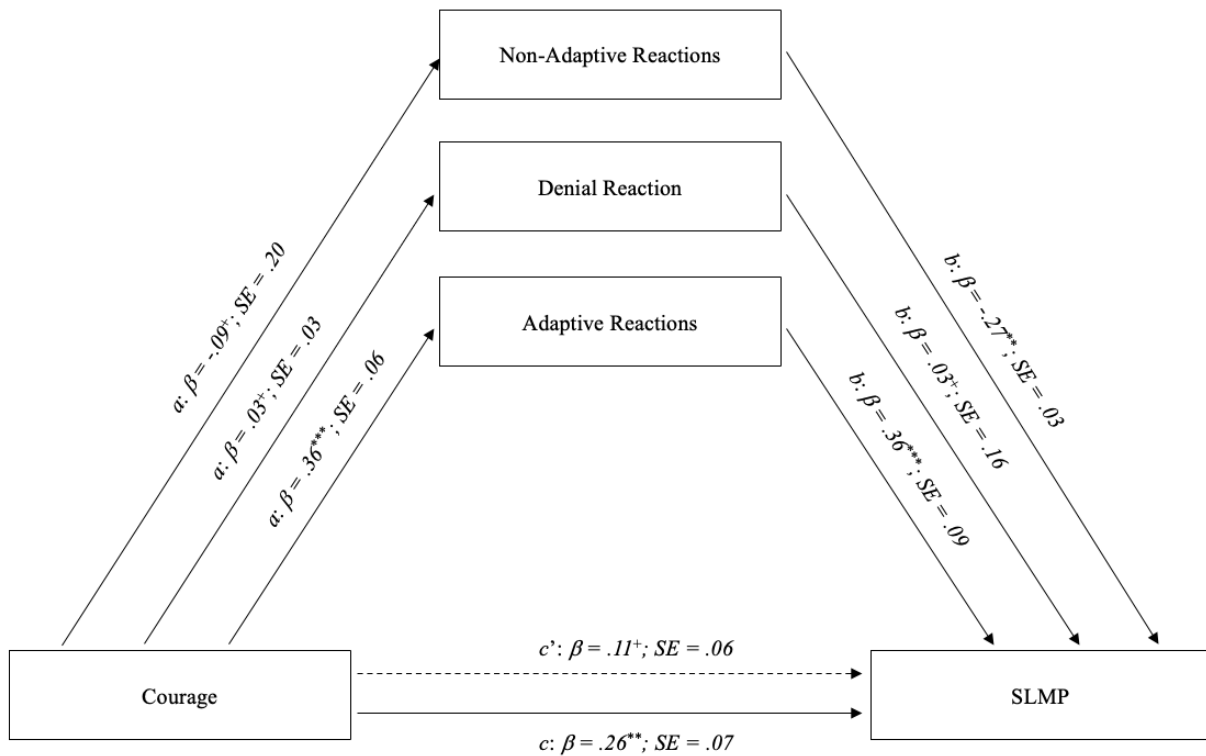 Non-Adaptive Reactions
Denial Reaction
Adaptive Reactions
a: β = -.09⁺; SE = .20
a: β = .03⁺; SE = .03
a: β = .36***; SE = .06
b: β = -.27**; SE = .03
b: β = .03⁺; SE = .16
b: β = .36***; SE = .09
c’: β = .11⁺; SE = .06
Courage
SLMP
c: β = .26**; SE = .07